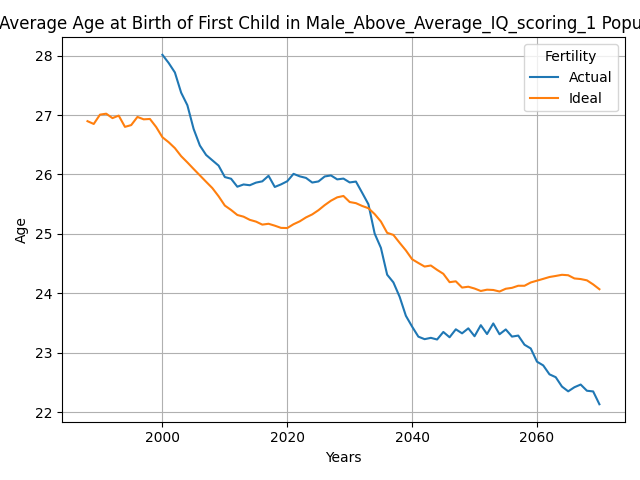 Average Age at Birth of First Child in Male_Above_Average_IQ_scoring_1 Popu
Fertility
Actual
Ideal
Age
28
27
26
25
24
23
22
2000 2020 2040 2060
Years